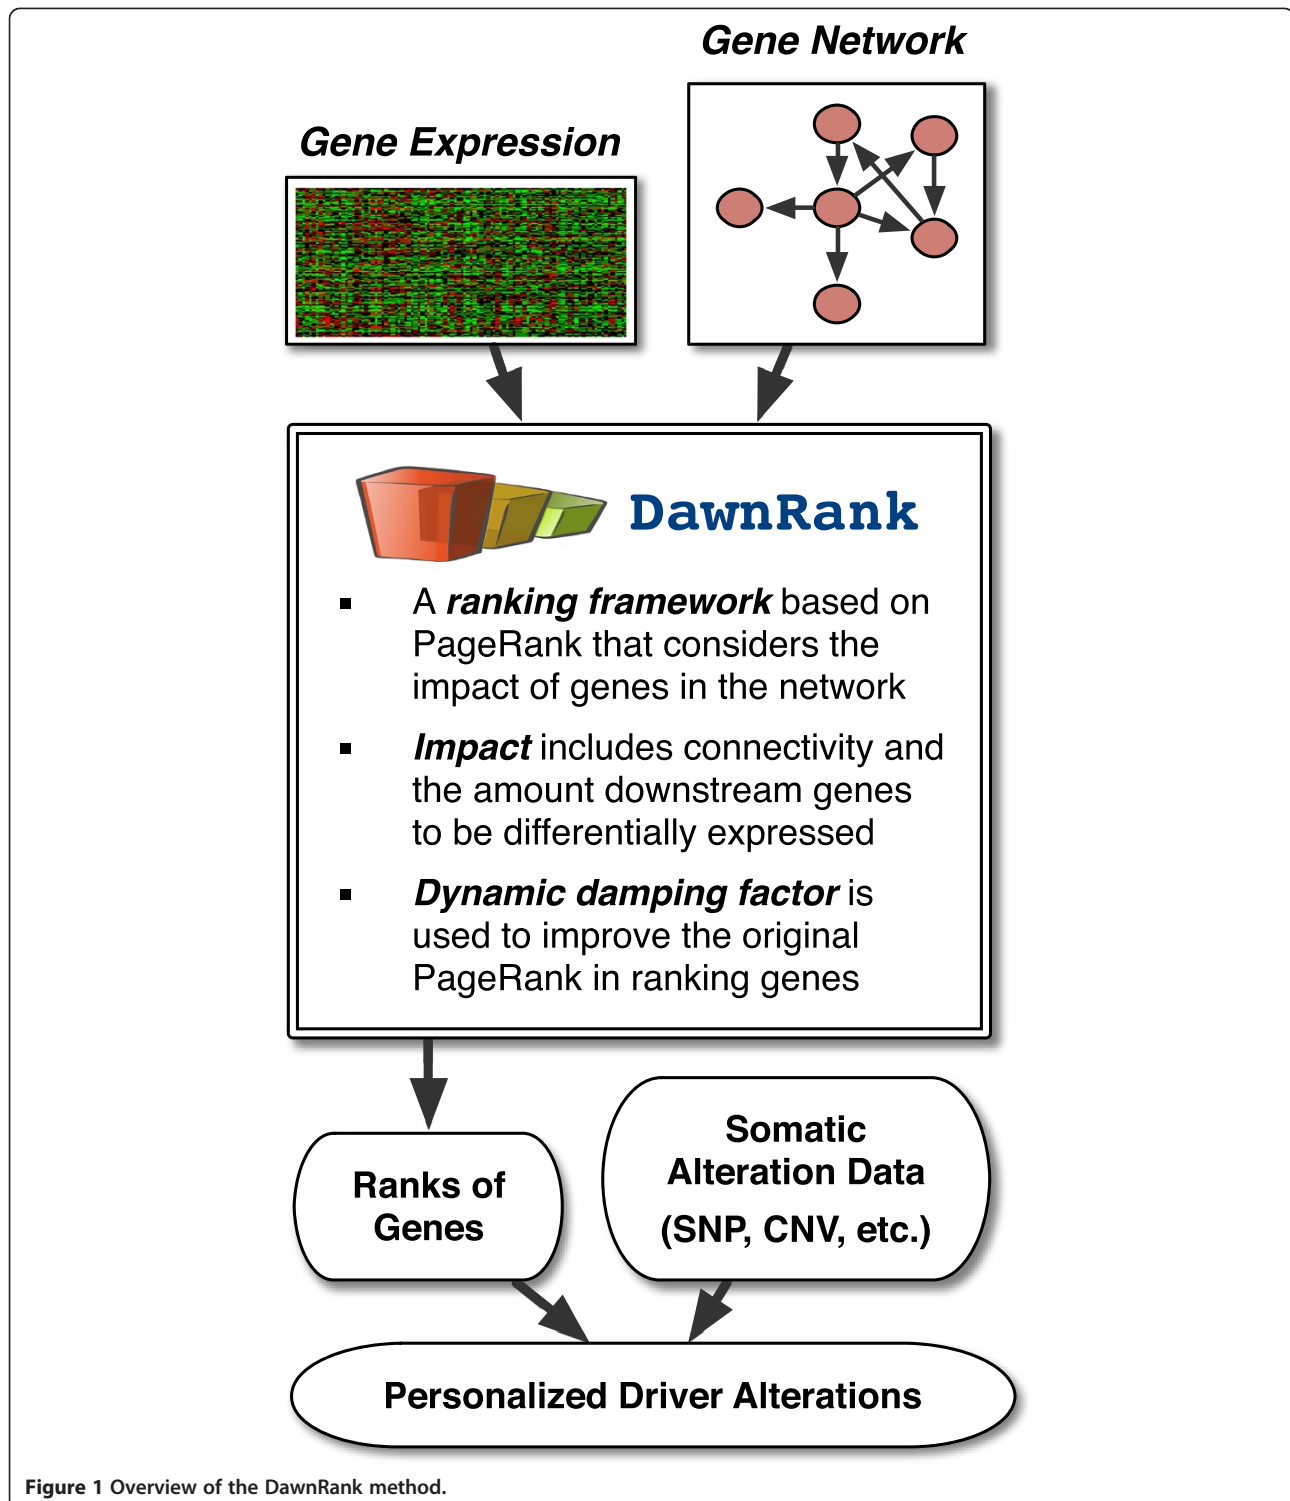 Gene Network
Gene Expression
DawnRank
▪ A ranking framework based on
PageRank that considers the
impact of genes in the network
▪ Impact includes connectivity and
the amount downstream genes
to be differentially expressed
▪ Dynamic damping factor is
used to improve the original
PageRank in ranking genes
Ranks of
Genes
Somatic
Alteration Data
(SNP, CNV, etc.)
Personalized Driver Alterations
Figure 1 Overview of the DawnRank method.